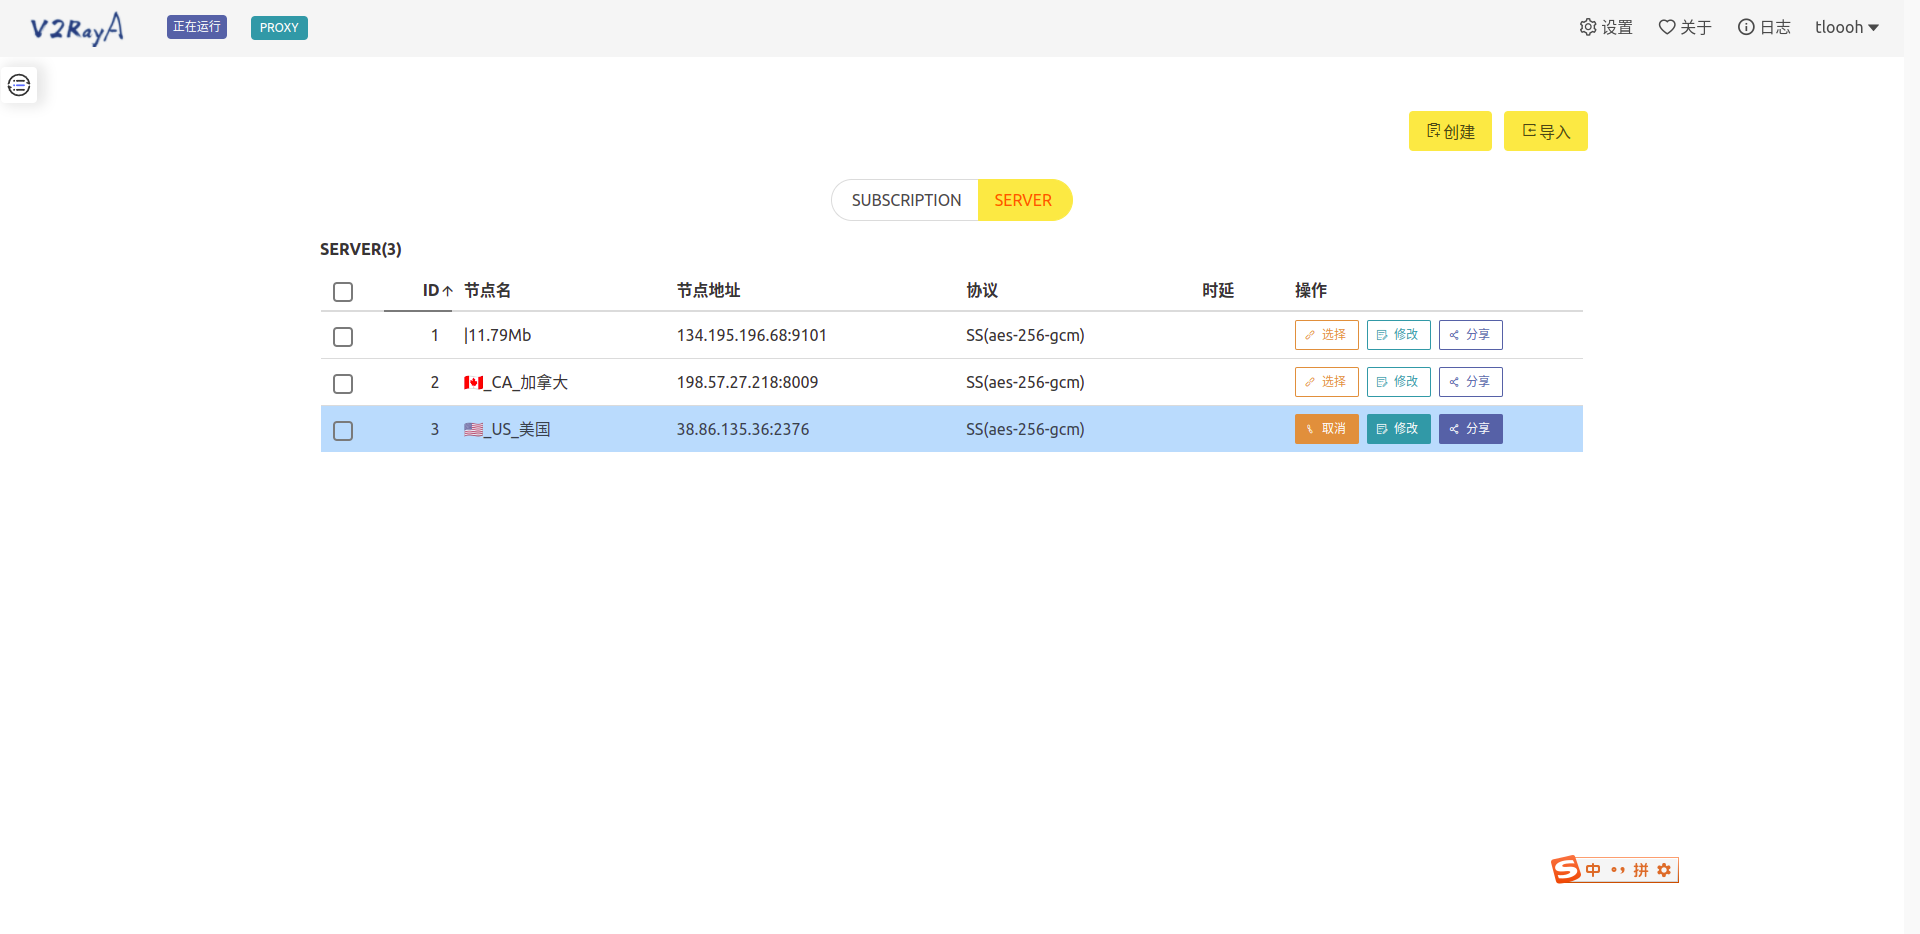 V2RayA 正在运行 PROXY 设置 关于 日志 tloooh
创建 导入
SUBSCRIPTION SERVER
SERVER(3)
ID 节点名 节点地址 协议 时延 操作
1 |11.79Mb 134.195.196.68:9101 SS(aes-256-gcm) 选择 修改 分享
2 🇨🇦_CA_加拿大 198.57.27.218:8009 SS(aes-256-gcm) 选择 修改 分享
3 🇺🇸_US_美国 38.86.135.36:2376 SS(aes-256-gcm) 取消 修改 分享
S 中 拼